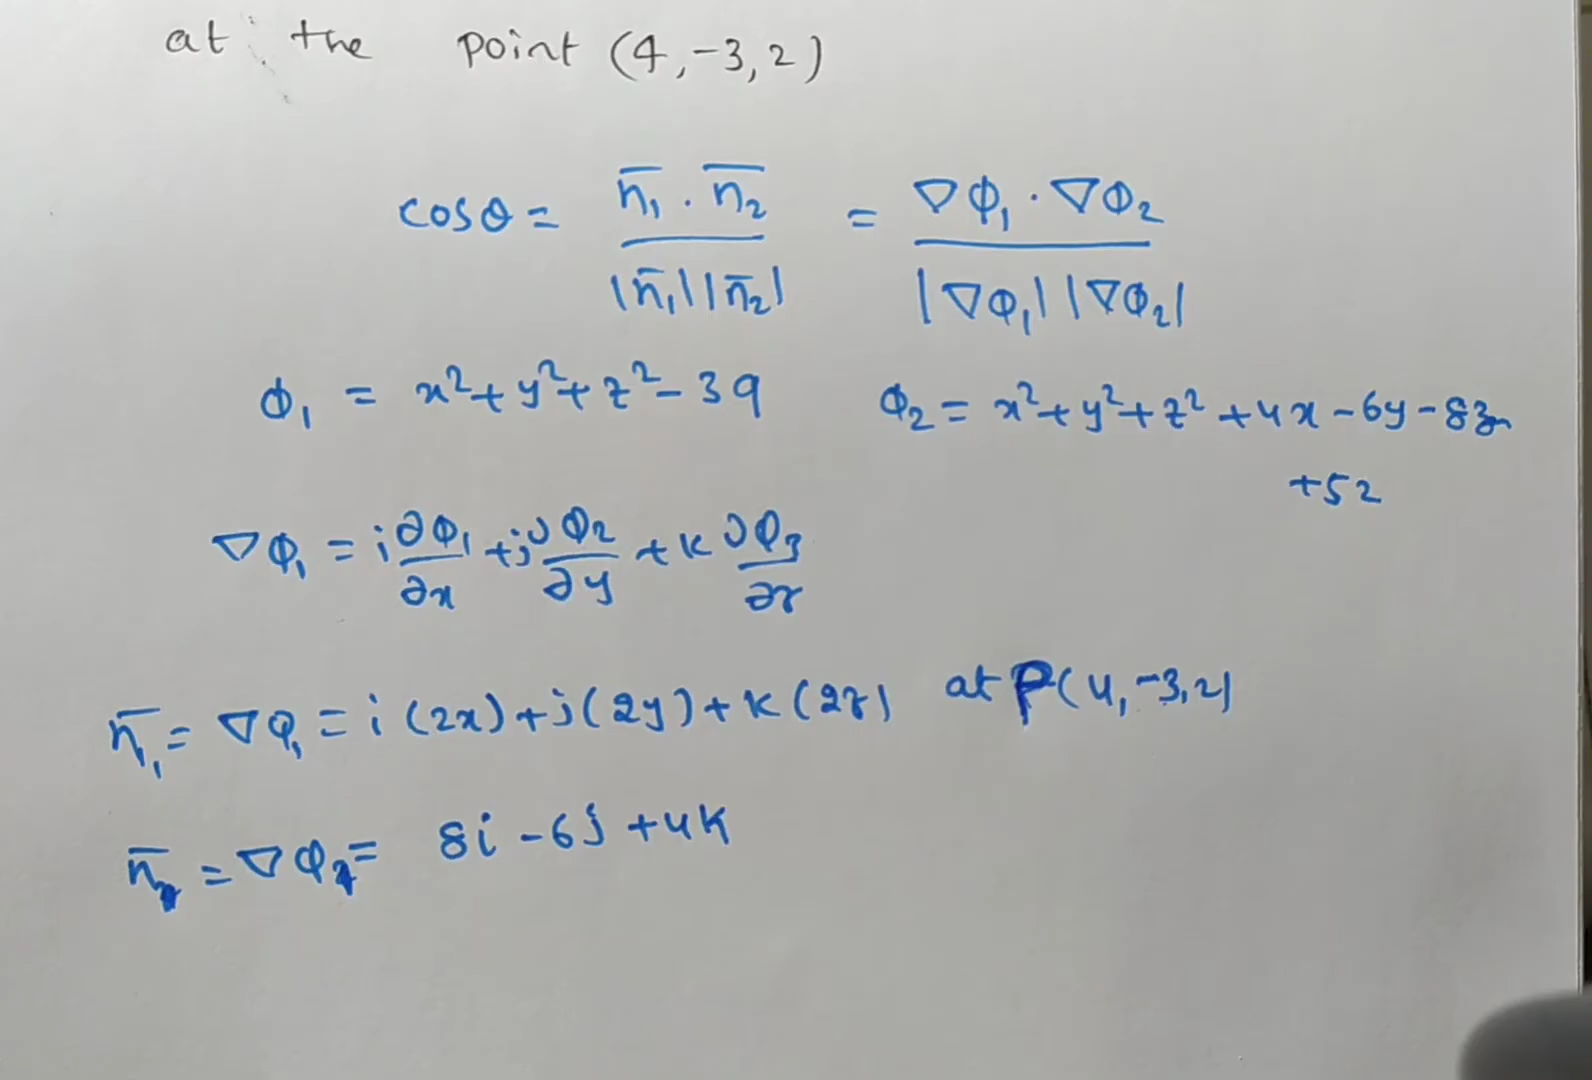 at the point (4,-3,2)
cosθ = n̅₁ . n̅₂ / |n̅₁| |n̅₂| = ∇ϕ₁ . ∇ϕ₂ / |∇ϕ₁| |∇ϕ₂|
ϕ₁ = x²+y²+z²-39 ϕ₂ = x²+y²+z²+4x-6y-8z
+52
∇ϕ₁ = i ∂ϕ₁/∂x + j ∂ϕ₂/∂y + k ∂ϕ₃/∂z
n̅₁ = ∇ϕ₁ = i(2x)+j(2y)+k(2z) at P(4,-3,2)
n̅₁ = ∇ϕ₁ = 8i-6j+4k